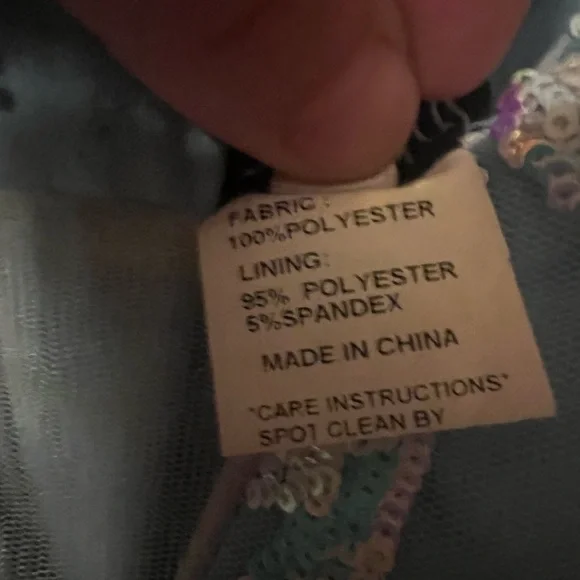 FABRIC :
100%POLYESTER
LINING:
95% POLYESTER
5%SPANDEX
MADE IN CHINA
"CARE INSTRUCTIONS"
SPOT CLEAN BY